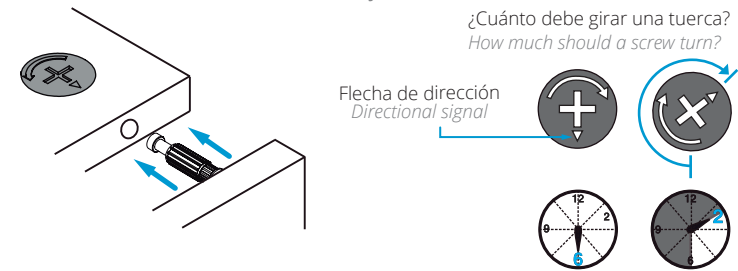 ¿Cuánto debe girar una tuerca?
How much should a screw turn?
Flecha de dirección
Directional signal
12
2
9
6
12
2
9
6